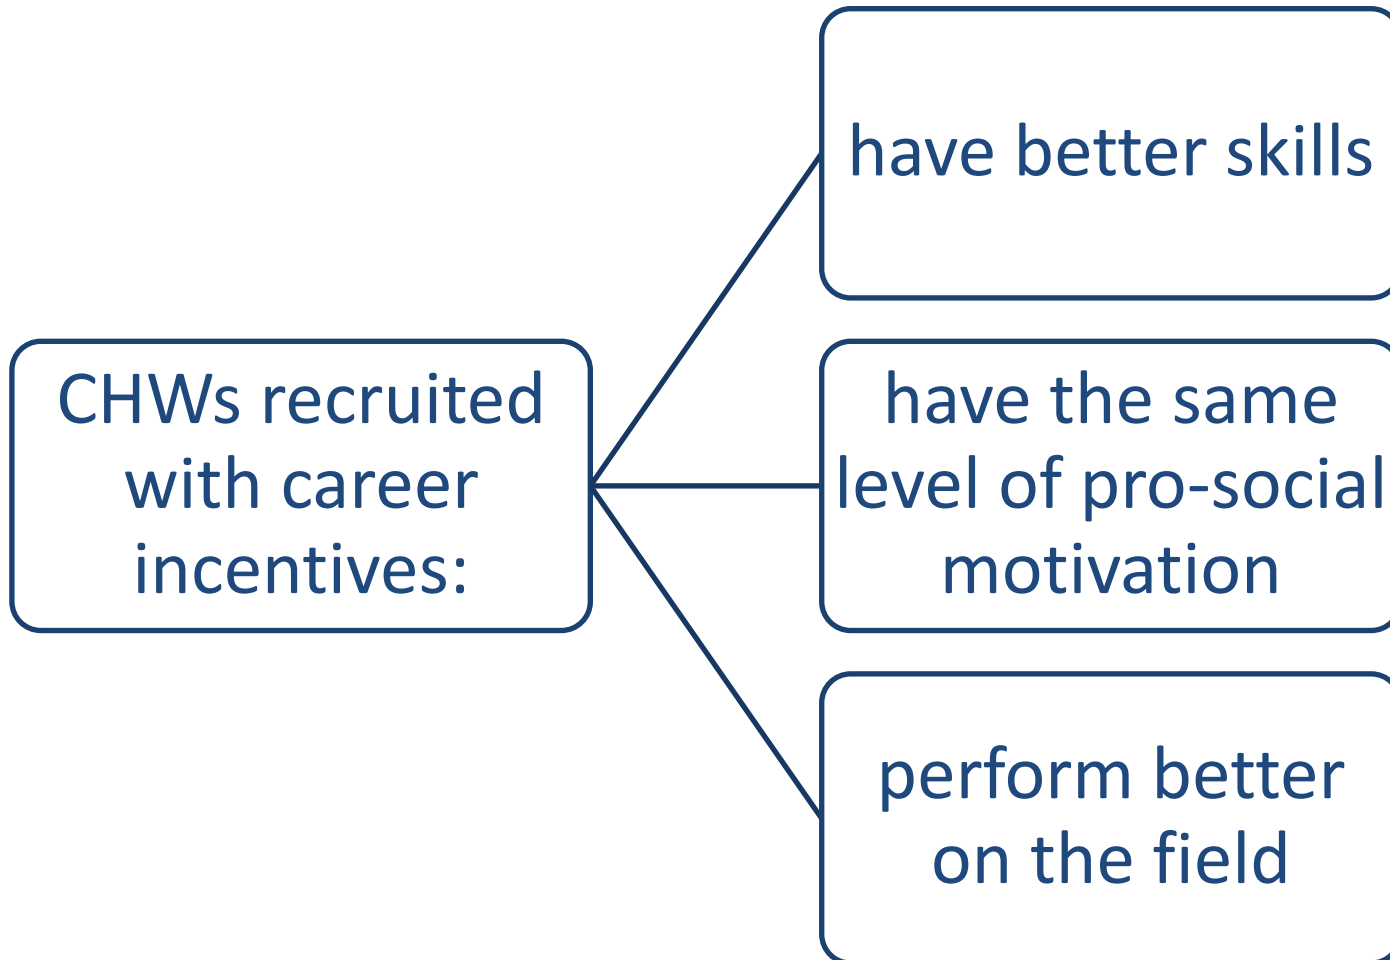 CHWs recruited
with career
incentives:
have better skills
have the same
level of pro-social
motivation
perform better
on the field